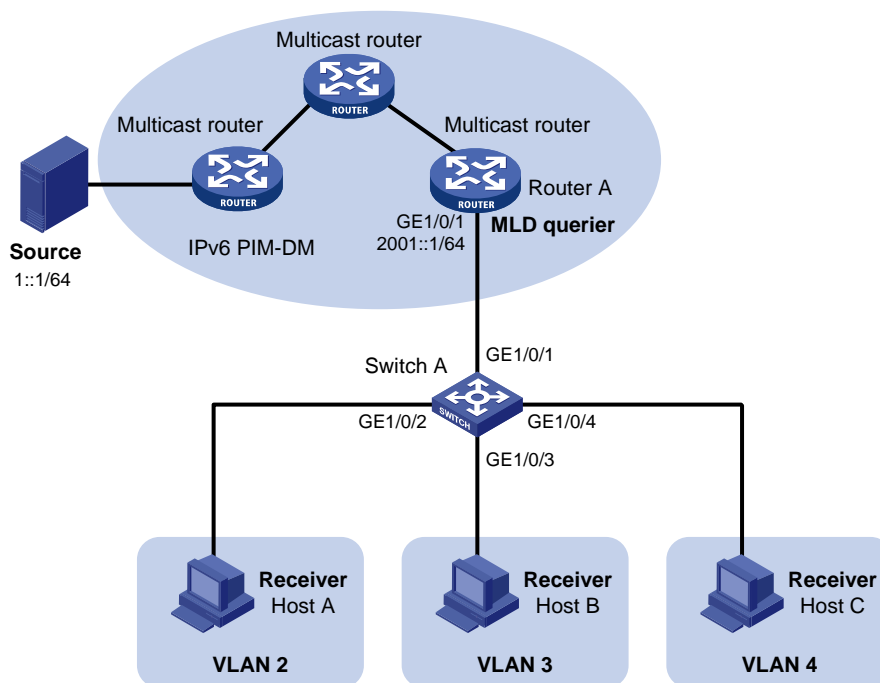 Multicast router
ROUTER
Multicast router
ROUTER
Multicast router
ROUTER
Router A
GE1/0/1
2001::1/64
MLD querier
IPv6 PIM-DM
Source
1::1/64
GE1/0/1
Switch A
SWITCH
GE1/0/2
GE1/0/4
GE1/0/3
Receiver
Host A
VLAN 2
Receiver
Host B
VLAN 3
Receiver
Host C
VLAN 4